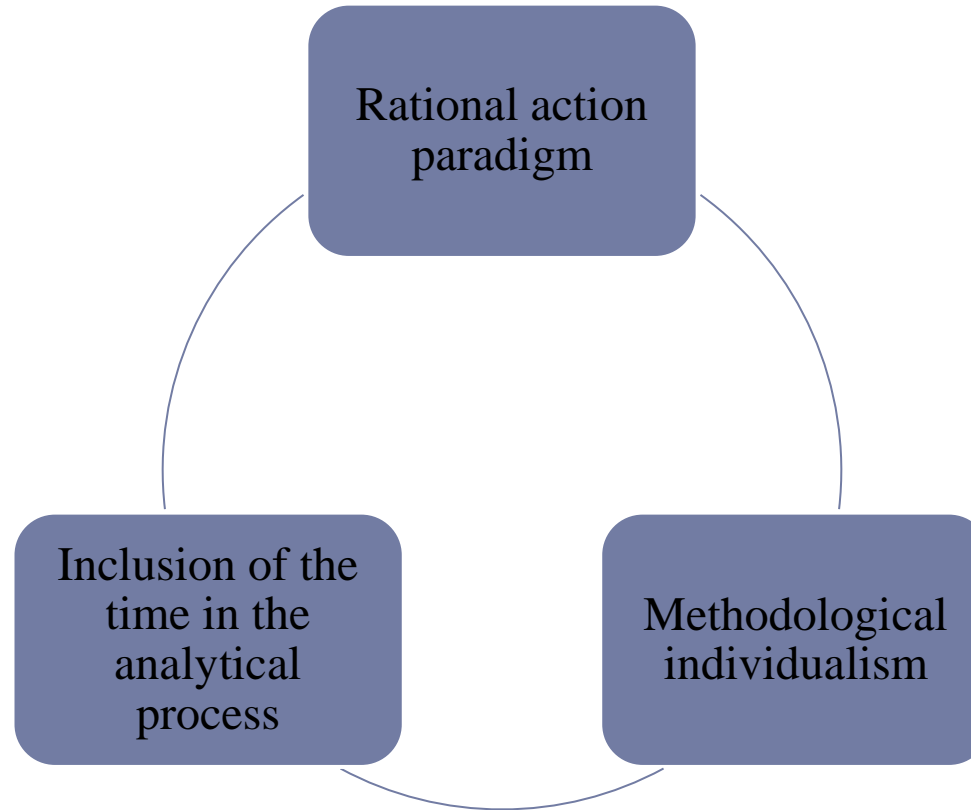 Rational action
paradigm
Inclusion of the
time in the
analytical
process
Methodological
individualism